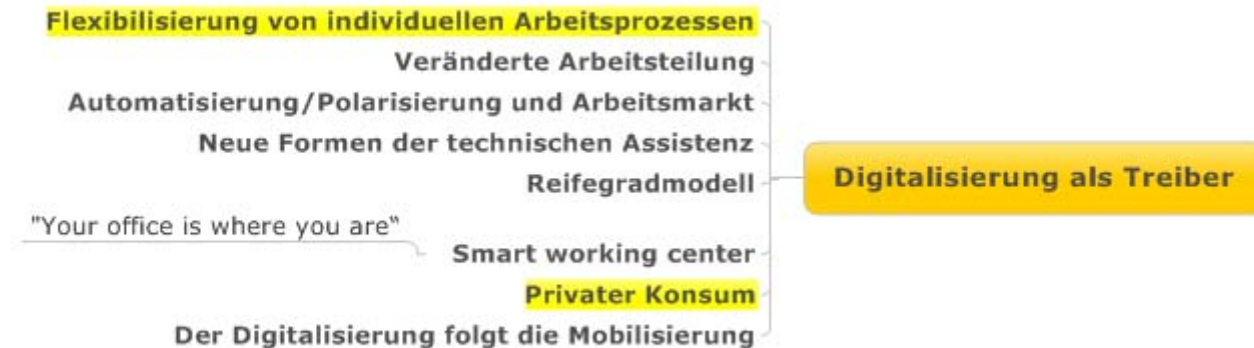 Flexibilisierung von individuellen Arbeitsprozessen
Veränderte Arbeitsteilung
Automatisierung/Polarisierung und Arbeitsmarkt
Neue Formen der technischen Assistenz
Reifegradmodell
Digitalisierung als Treiber
"Your office is where you are“
Smart working center
Privater Konsum
Der Digitalisierung folgt die Mobilisierung